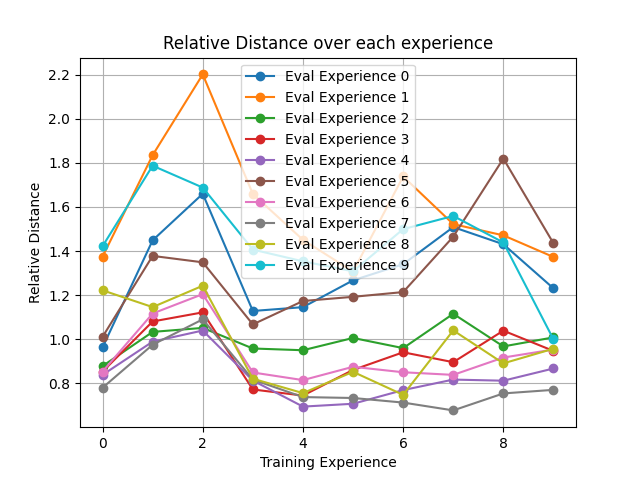 Relative Distance over each experience
2.2
2.0
1.8
1.6
1.4
1.2
1.0
0.8
Relative Distance
Eval Experience 0
Eval Experience 1
Eval Experience 2
Eval Experience 3
Eval Experience 4
Eval Experience 5
Eval Experience 6
Eval Experience 7
Eval Experience 8
Eval Experience 9
0 2 4 6 8
Training Experience